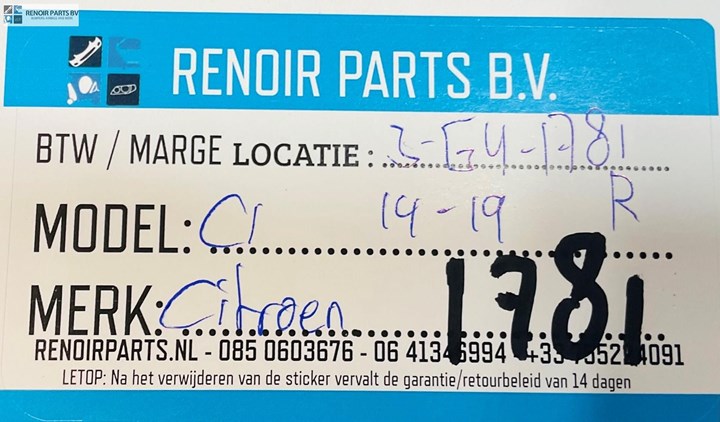 RENOIR PARTS BV
RENOIR PARTS B.V.
BTW / MARGE LOCATIE: 3-G4-1781
MODEL: C1 14-19 R
MERK: Citroen 1781
RENOIRPARTS.NL - 085 0603676 - 06 41346994 -
LETOP: Na het verwijderen van de sticker vervalt de garantie/retourbeleid van 14 dagen